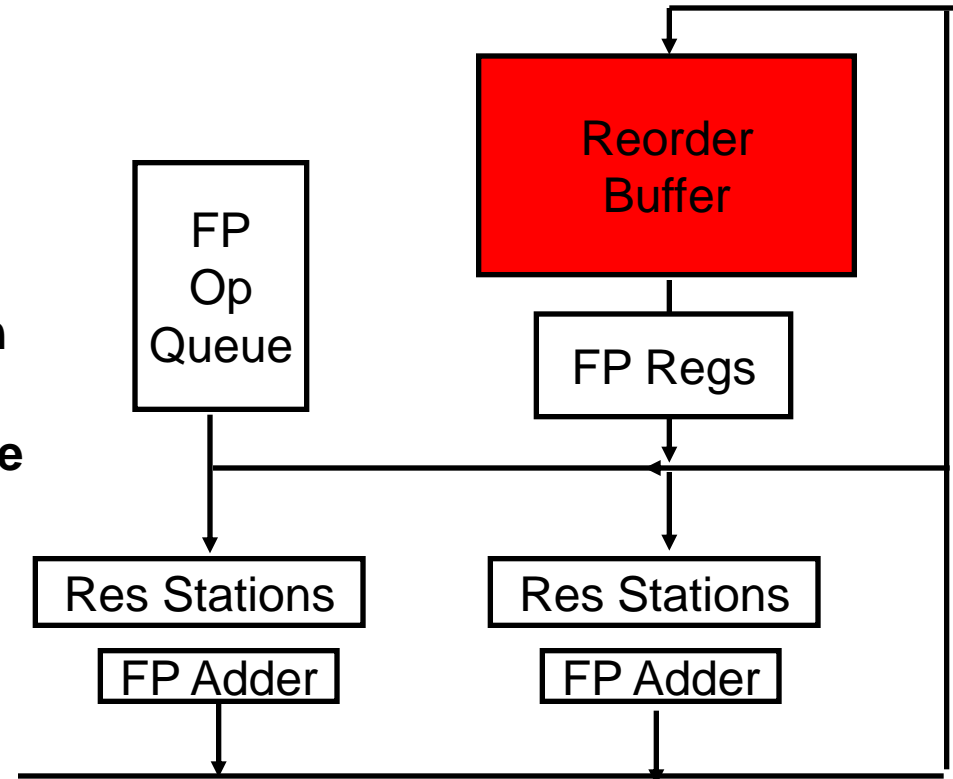 Reorder
Buffer
FP
Op
Queue
n
FP Regs
e
Res Stations
Res Stations
FP Adder
FP Adder